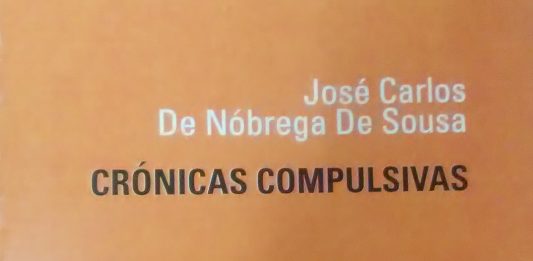 José Carlos
De Nóbrega De Sousa
CRÓNICAS COMPULSIVAS